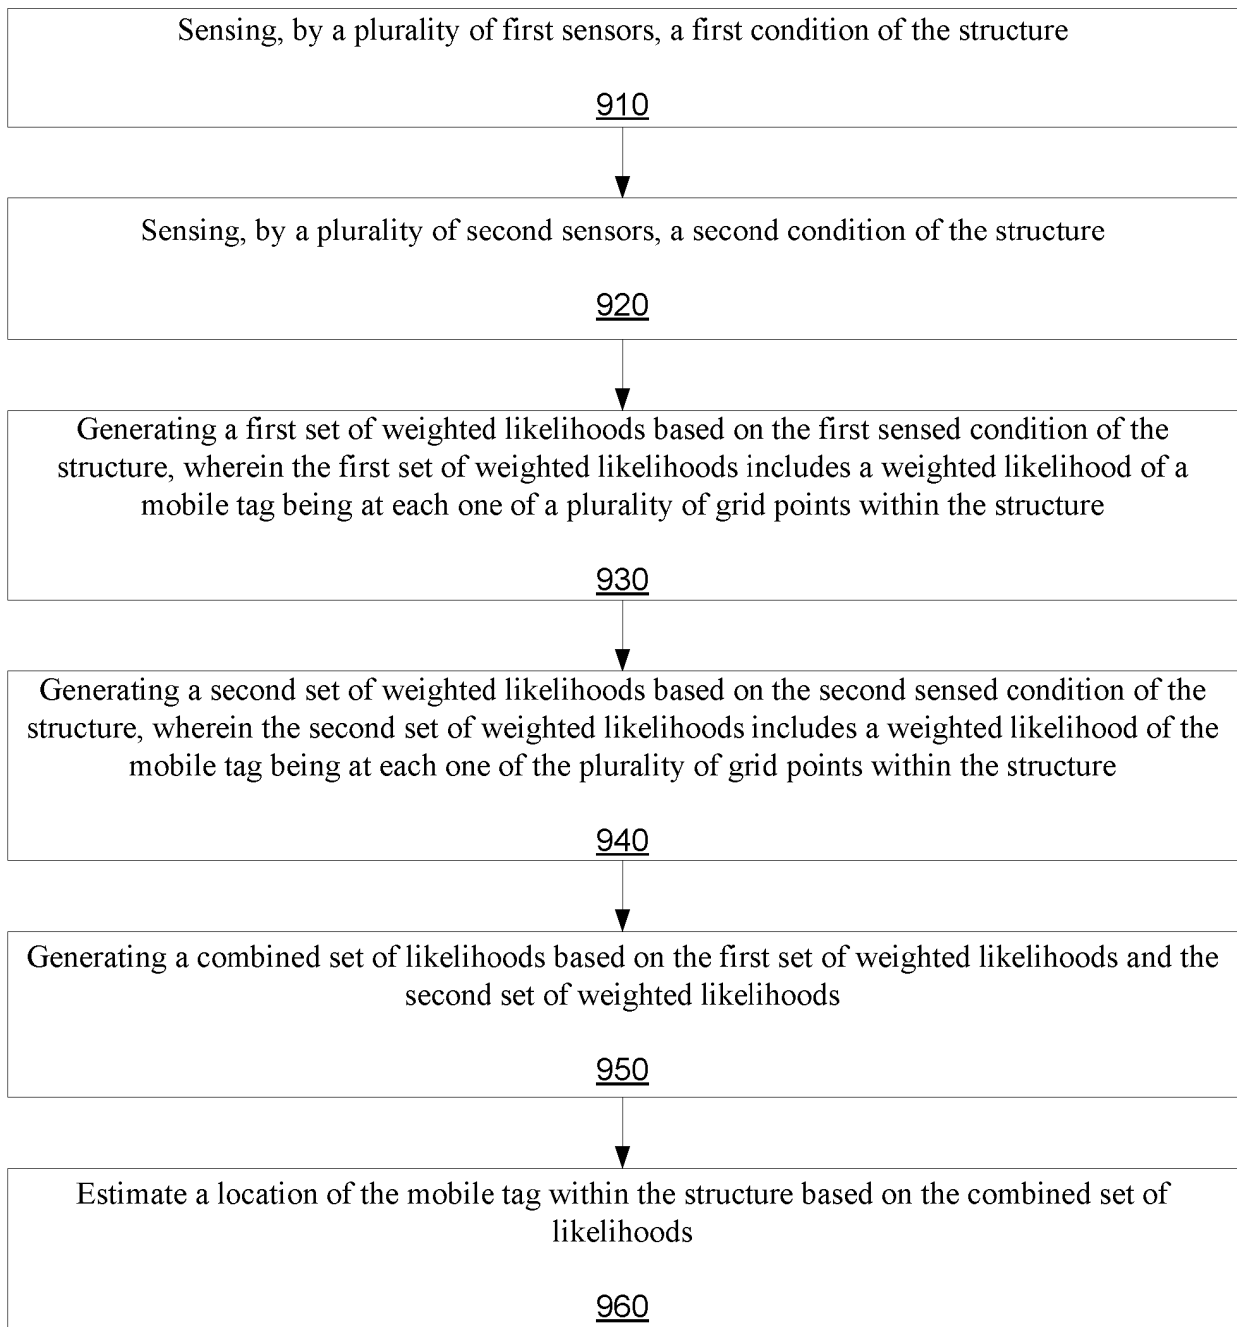 Sensing, by a plurality of first sensors, a first condition of the structure
910
Sensing, by a plurality of second sensors, a second condition of the structure
920
Generating a first set of weighted likelihoods based on the first sensed condition of the
structure, wherein the first set of weighted likelihoods includes a weighted likelihood of a
mobile tag being at each one of a plurality of grid points within the structure
930
Generating a second set of weighted likelihoods based on the second sensed condition of the
structure, wherein the second set of weighted likelihoods includes a weighted likelihood of the
mobile tag being at each one of the plurality of grid points within the structure
940
Generating a combined set of likelihoods based on the first set of weighted likelihoods and the
second set of weighted likelihoods
950
Estimate a location of the mobile tag within the structure based on the combined set of
likelihoods
960